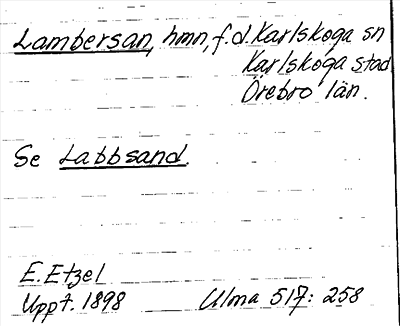 Lambersan, hmn, f.d. Karlskoga sn
Karlskoga stad
Örebro län.
Se Labbsand.
E. Etzel
Uppt. 1898 Ulma 517: 258